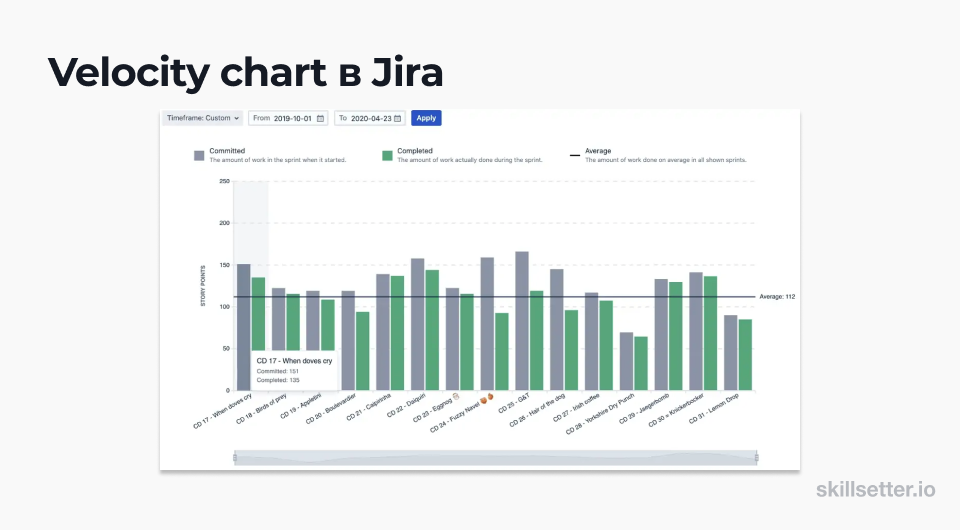 Velocity chart в Jira
Timeframe: Custom From 2019-10-01 To 2020-04-23 Apply
Committed
The amount of work in the sprint when it started.
Completed
The amount of work actually done during the sprint.
Average
The amount of work done on average in all shown sprints.
250
200
150
100
50
0
STORY POINTS
Average: 112
CD 17 - When doves cry
Committed: 151
Completed: 135
CD 17 - When doves cry
CD 18 - Birds of prey
CD 19 - Appletini
CD 20 - Boulevardier
CD 21 - Caipirinha
CD 22 - Daiquiri
CD 23 - Eggnog
CD 24 - Fuzzy Navel
CD 25 - G&T
CD 26 - Hair of the dog
CD 27 - Irish coffee
CD 28 - Yorkshire Dry Punch
CD 29 - Jaegerbomb
CD 30 - Knickerbocker
CD 31 - Lemon Drop
skillsetter.io